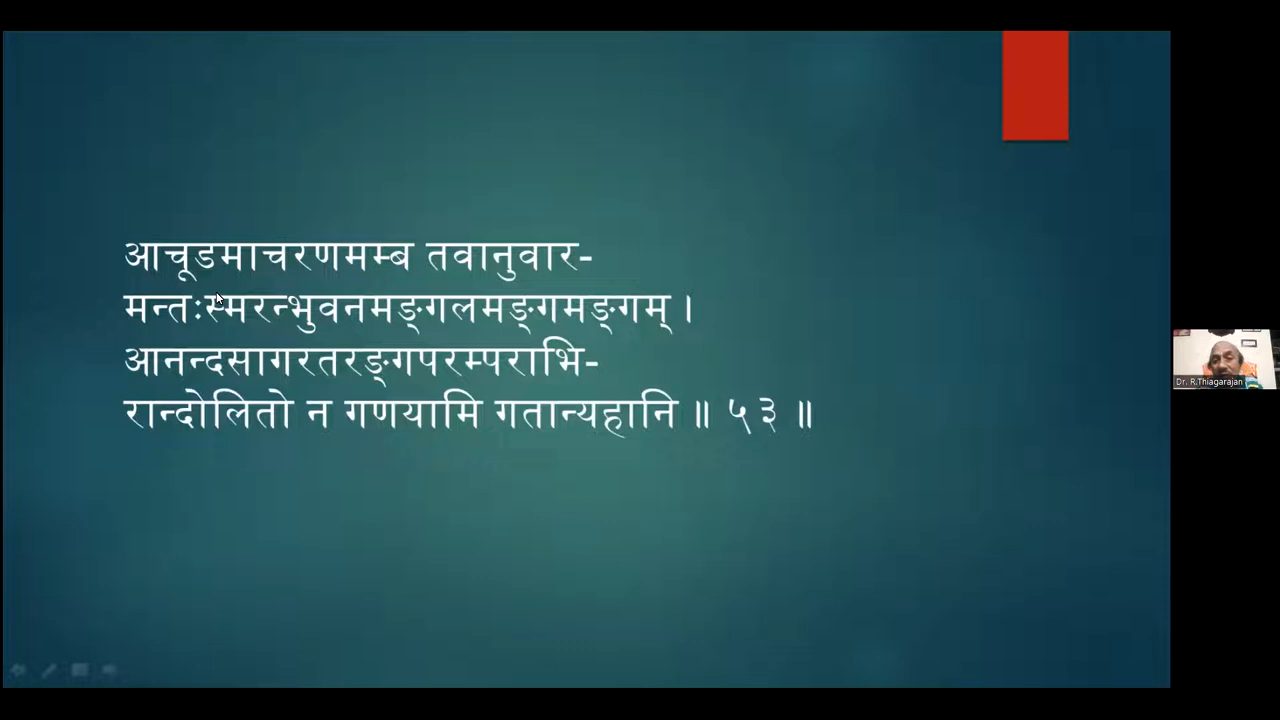 आचूडमाचरणमम्ब तवानुवार-
मन्तःस्मरन्भुवनमङ्गलमङ्गमङ्गम् ।
आनन्दसागरतरङ्गपरम्पराभि-
रान्दोलितो न गणयामि गतान्यहानि ॥ ५३ ॥
Dr. R.Thiagarajan